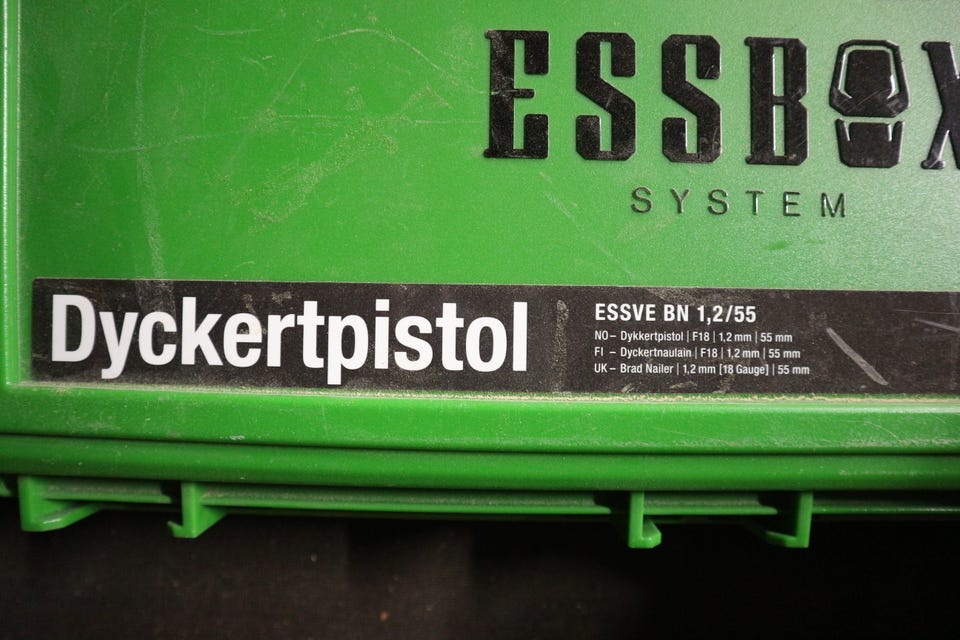 ESSBOX
SYSTEM
Dyckertpistol
ESSVE BN 1,2/55
NO – Dykkertpistol | F18 | 1,2 mm | 55 mm
FI – Dyckertnaulain | F18 | 1,2 mm | 55 mm
UK – Brad Nailer | 1,2 mm [18 Gauge] | 55 mm